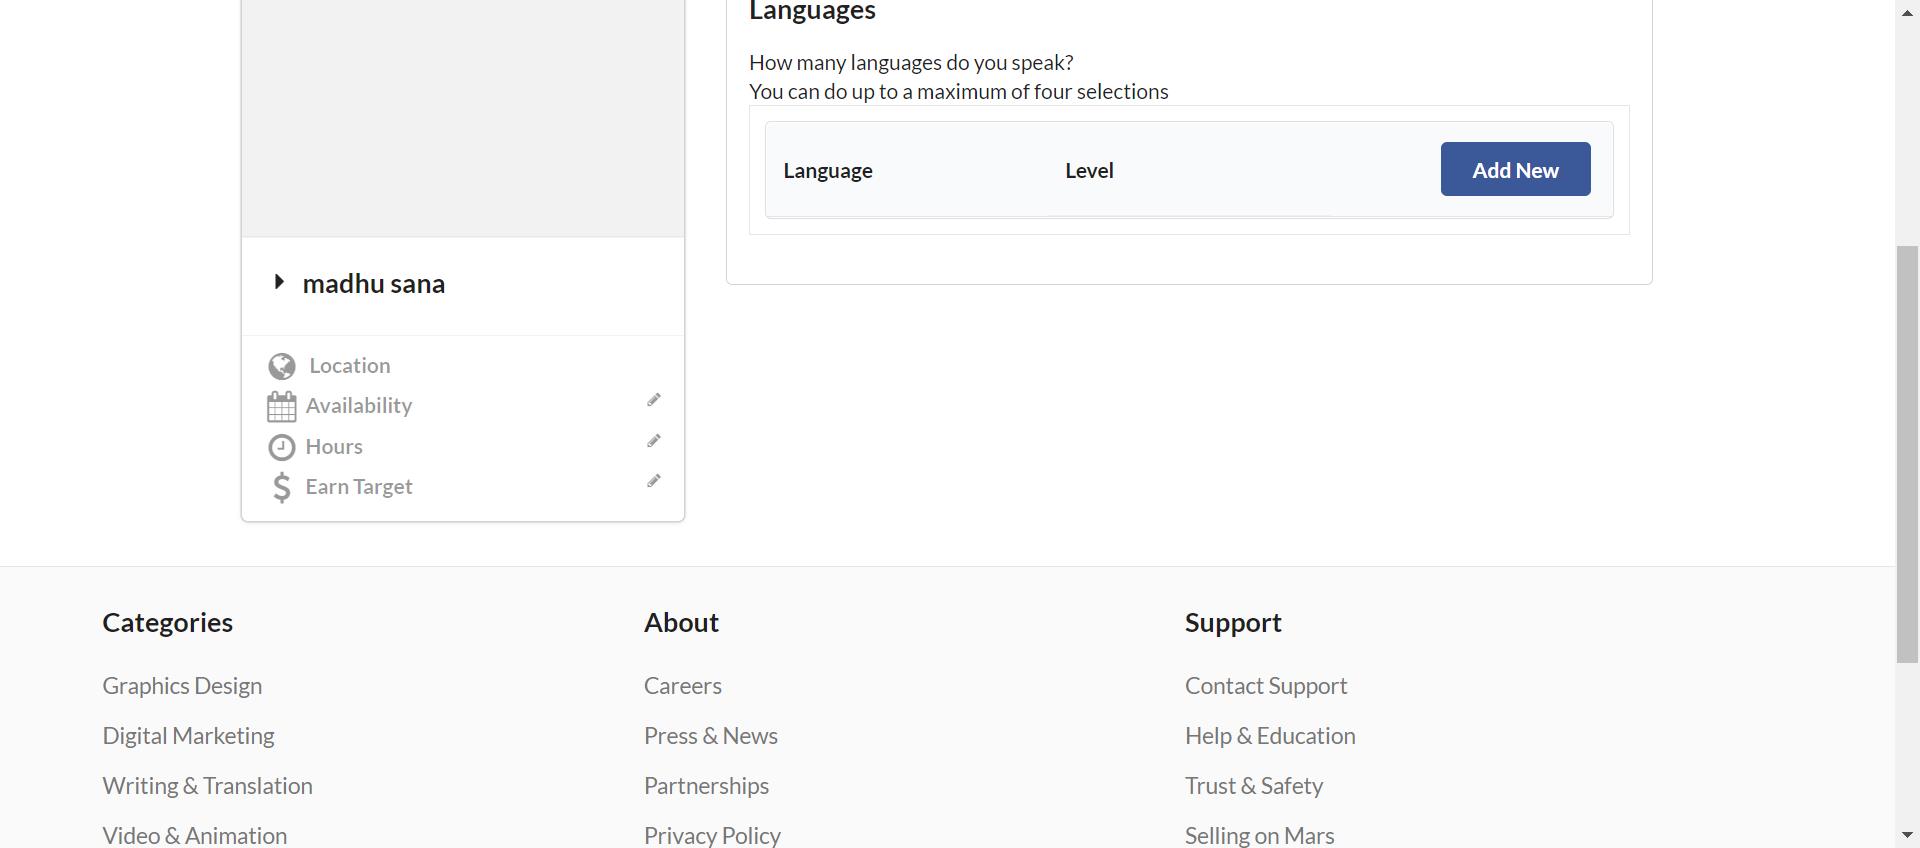 Languages
How many languages do you speak?
You can do up to a maximum of four selections
Language Level Add New
madhu sana
Location
Availability
Hours
Earn Target
Categories About Support
Graphics Design Careers Contact Support
Digital Marketing Press & News Help & Education
Writing & Translation Partnerships Trust & Safety
Video & Animation Privacy Policy Selling on Mars